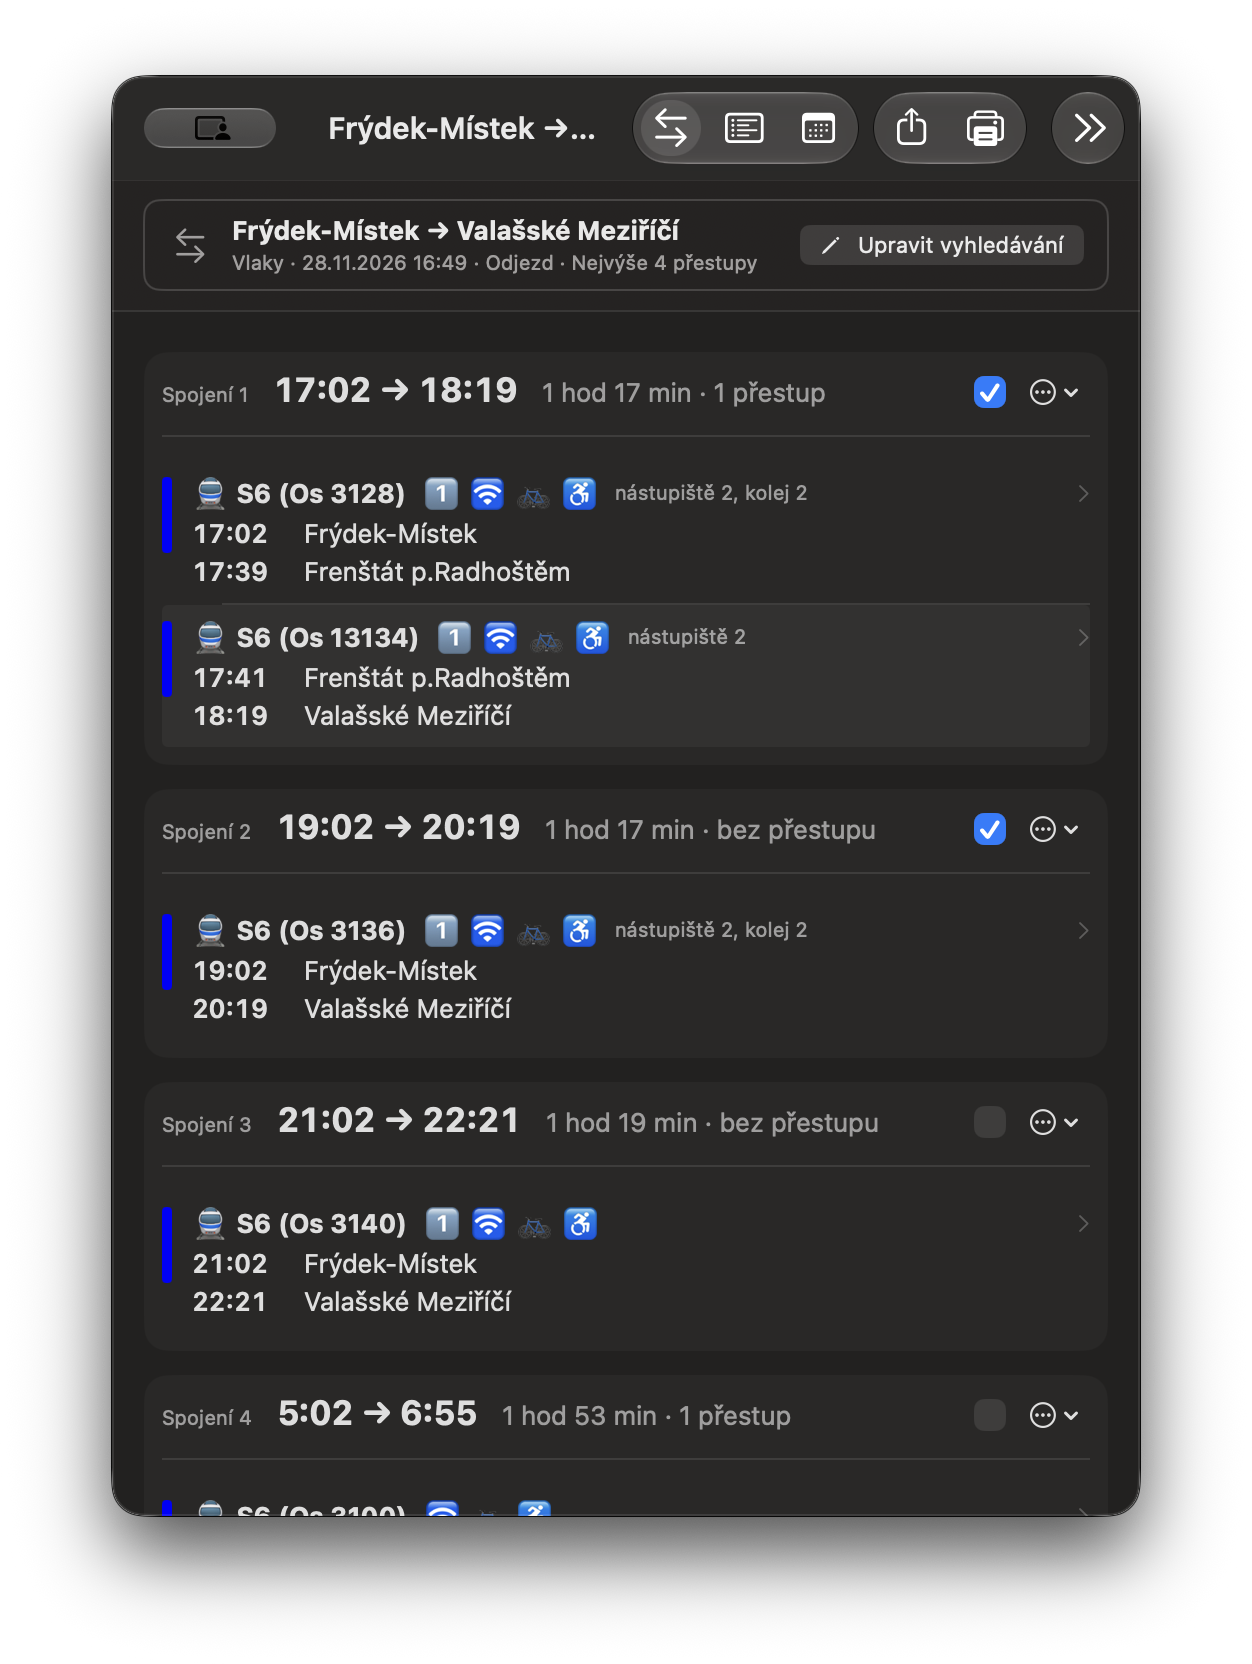 Frýdek-Místek →...
Frýdek-Místek → Valašské Meziříčí
Vlaky · 28.11.2026 16:49 · Odjezd · Nejvýše 4 přestupy
Upravit vyhledávání
Spojení 1 17:02 → 18:19 1 hod 17 min · 1 přestup
S6 (Os 3128) 1 nástupiště 2, kolej 2
17:02 Frýdek-Místek
17:39 Frenštát p.Radhoštěm
S6 (Os 13134) 1 nástupiště 2
17:41 Frenštát p.Radhoštěm
18:19 Valašské Meziříčí
Spojení 2 19:02 → 20:19 1 hod 17 min · bez přestupu
S6 (Os 3136) 1 nástupiště 2, kolej 2
19:02 Frýdek-Místek
20:19 Valašské Meziříčí
Spojení 3 21:02 → 22:21 1 hod 19 min · bez přestupu
S6 (Os 3140) 1
21:02 Frýdek-Místek
22:21 Valašské Meziříčí
Spojení 4 5:02 → 6:55 1 hod 53 min · 1 přestup
S6 (Os 3100)